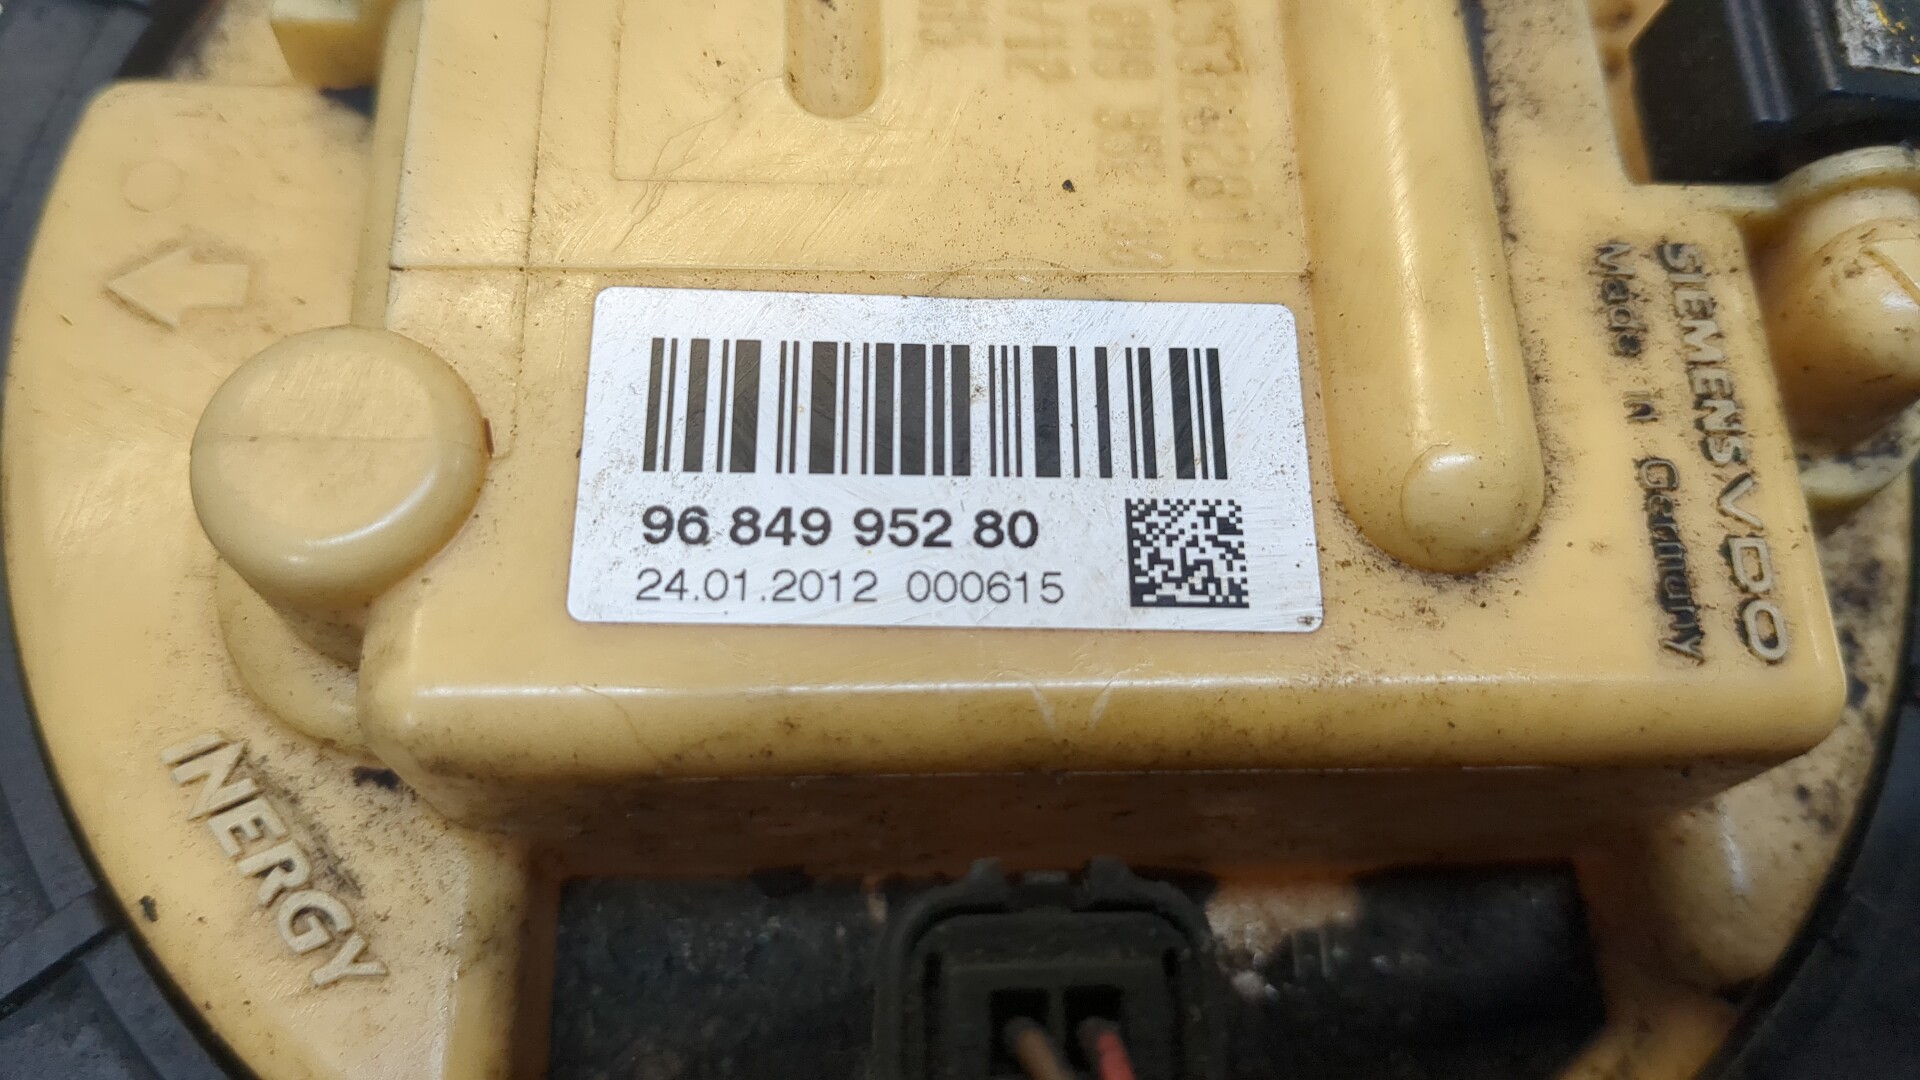 96 849 952 80
24.01.2012 000615
SIEMENS VDO
Made in Germany
INERGY